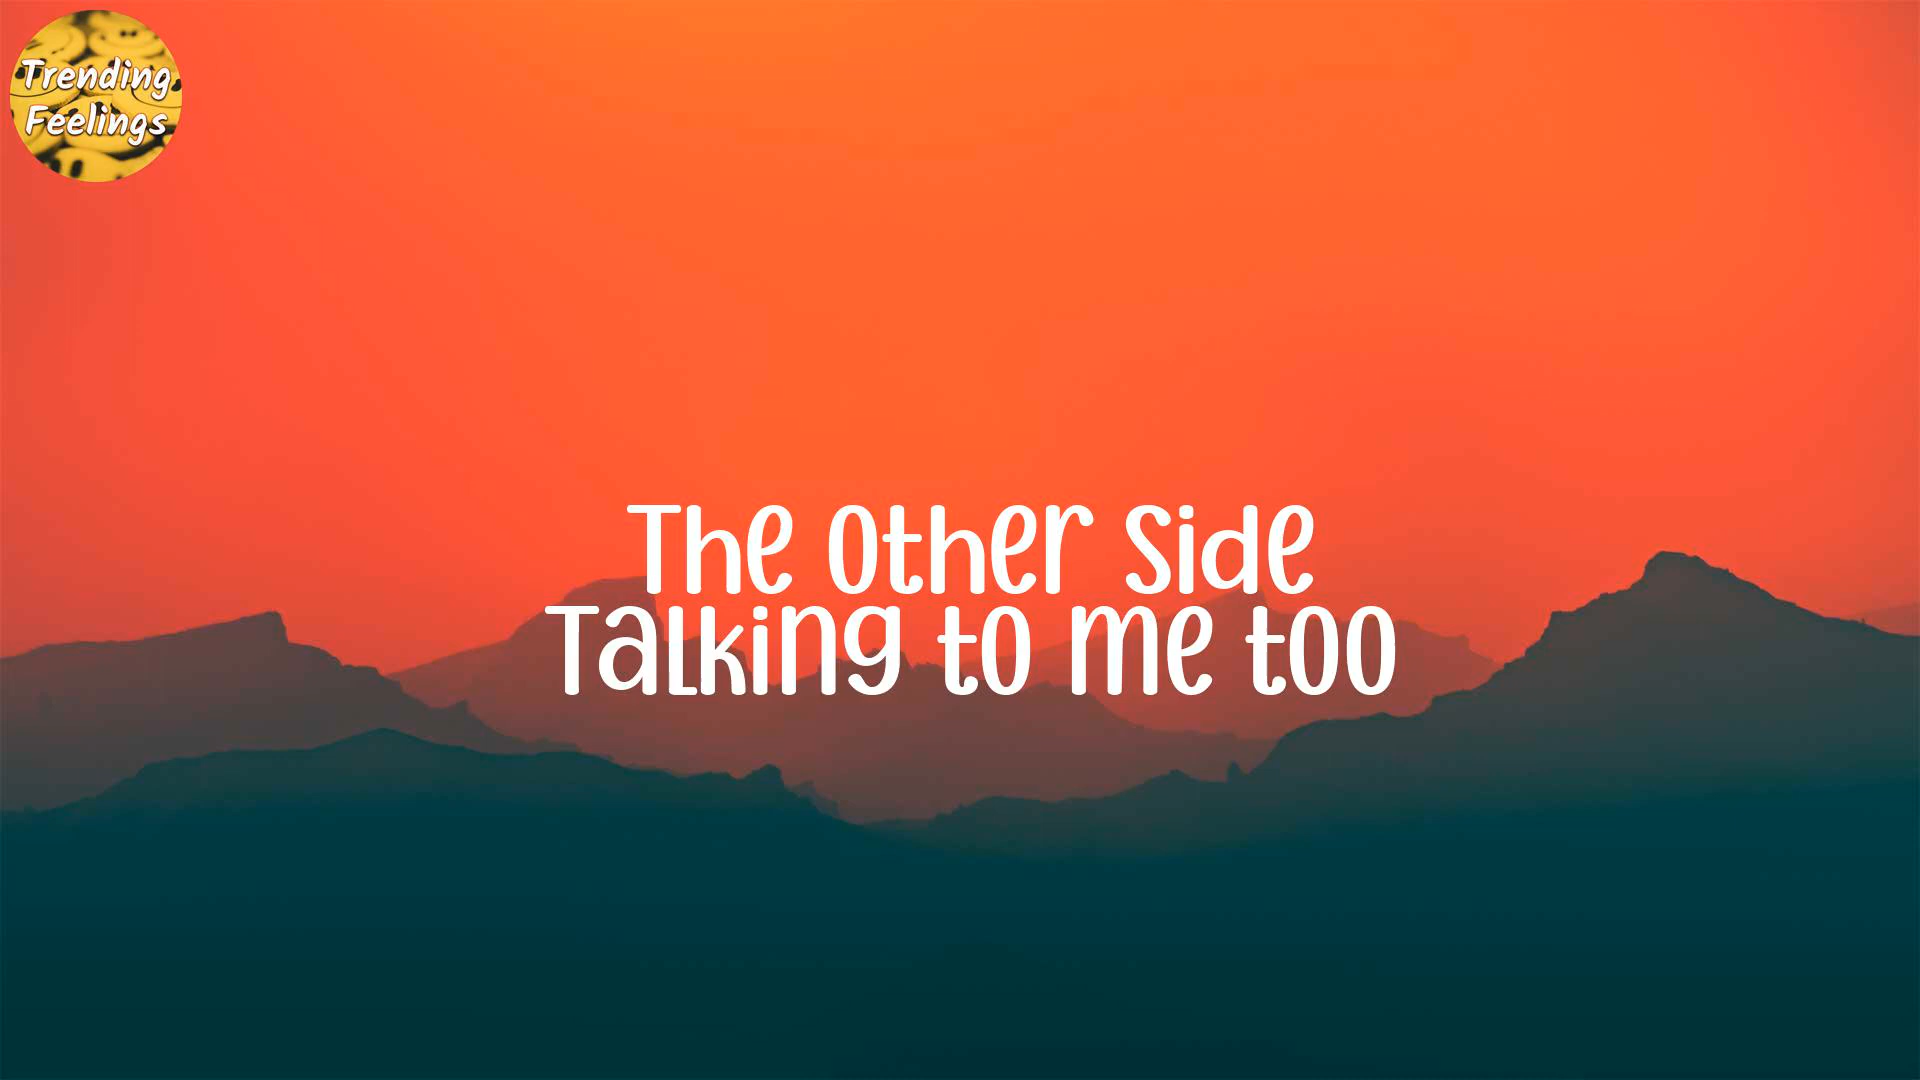 Trending
Feelings
The Other Side
Talking to me too